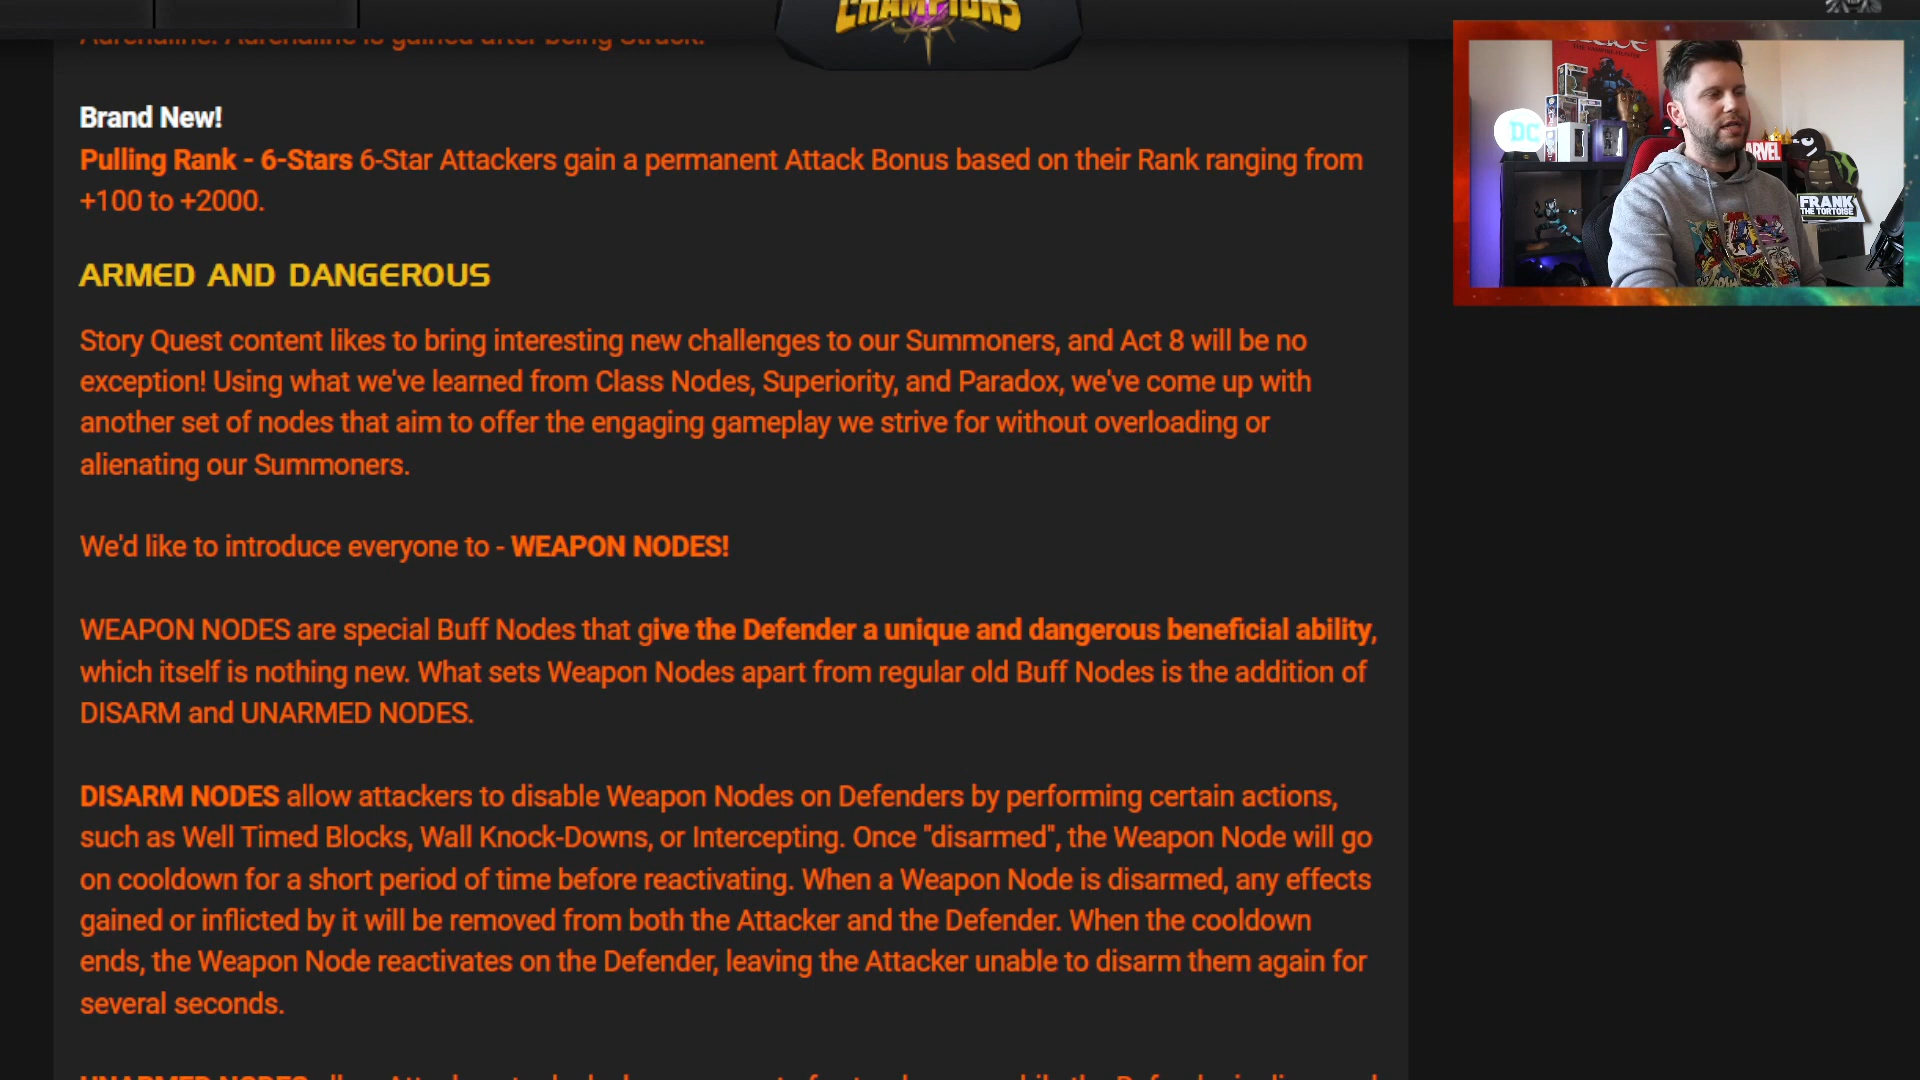 CHAMPIONS
Adrenaline. Adrenaline is gained after being Struck.
Brand New!
Pulling Rank - 6-Stars 6-Star Attackers gain a permanent Attack Bonus based on their Rank ranging from
+100 to +2000.
ARMED AND DANGEROUS
Story Quest content likes to bring interesting new challenges to our Summoners, and Act 8 will be no
exception! Using what we've learned from Class Nodes, Superiority, and Paradox, we've come up with
another set of nodes that aim to offer the engaging gameplay we strive for without overloading or
alienating our Summoners.
We'd like to introduce everyone to - WEAPON NODES!
WEAPON NODES are special Buff Nodes that give the Defender a unique and dangerous beneficial ability,
which itself is nothing new. What sets Weapon Nodes apart from regular old Buff Nodes is the addition of
DISARM and UNARMED NODES.
DISARM NODES allow attackers to disable Weapon Nodes on Defenders by performing certain actions,
such as Well Timed Blocks, Wall Knock-Downs, or Intercepting. Once "disarmed", the Weapon Node will go
on cooldown for a short period of time before reactivating. When a Weapon Node is disarmed, any effects
gained or inflicted by it will be removed from both the Attacker and the Defender. When the cooldown
ends, the Weapon Node reactivates on the Defender, leaving the Attacker unable to disarm them again for
several seconds.
UNARMED NODES
DC
MARVEL
FRANK
THE TORTOISE